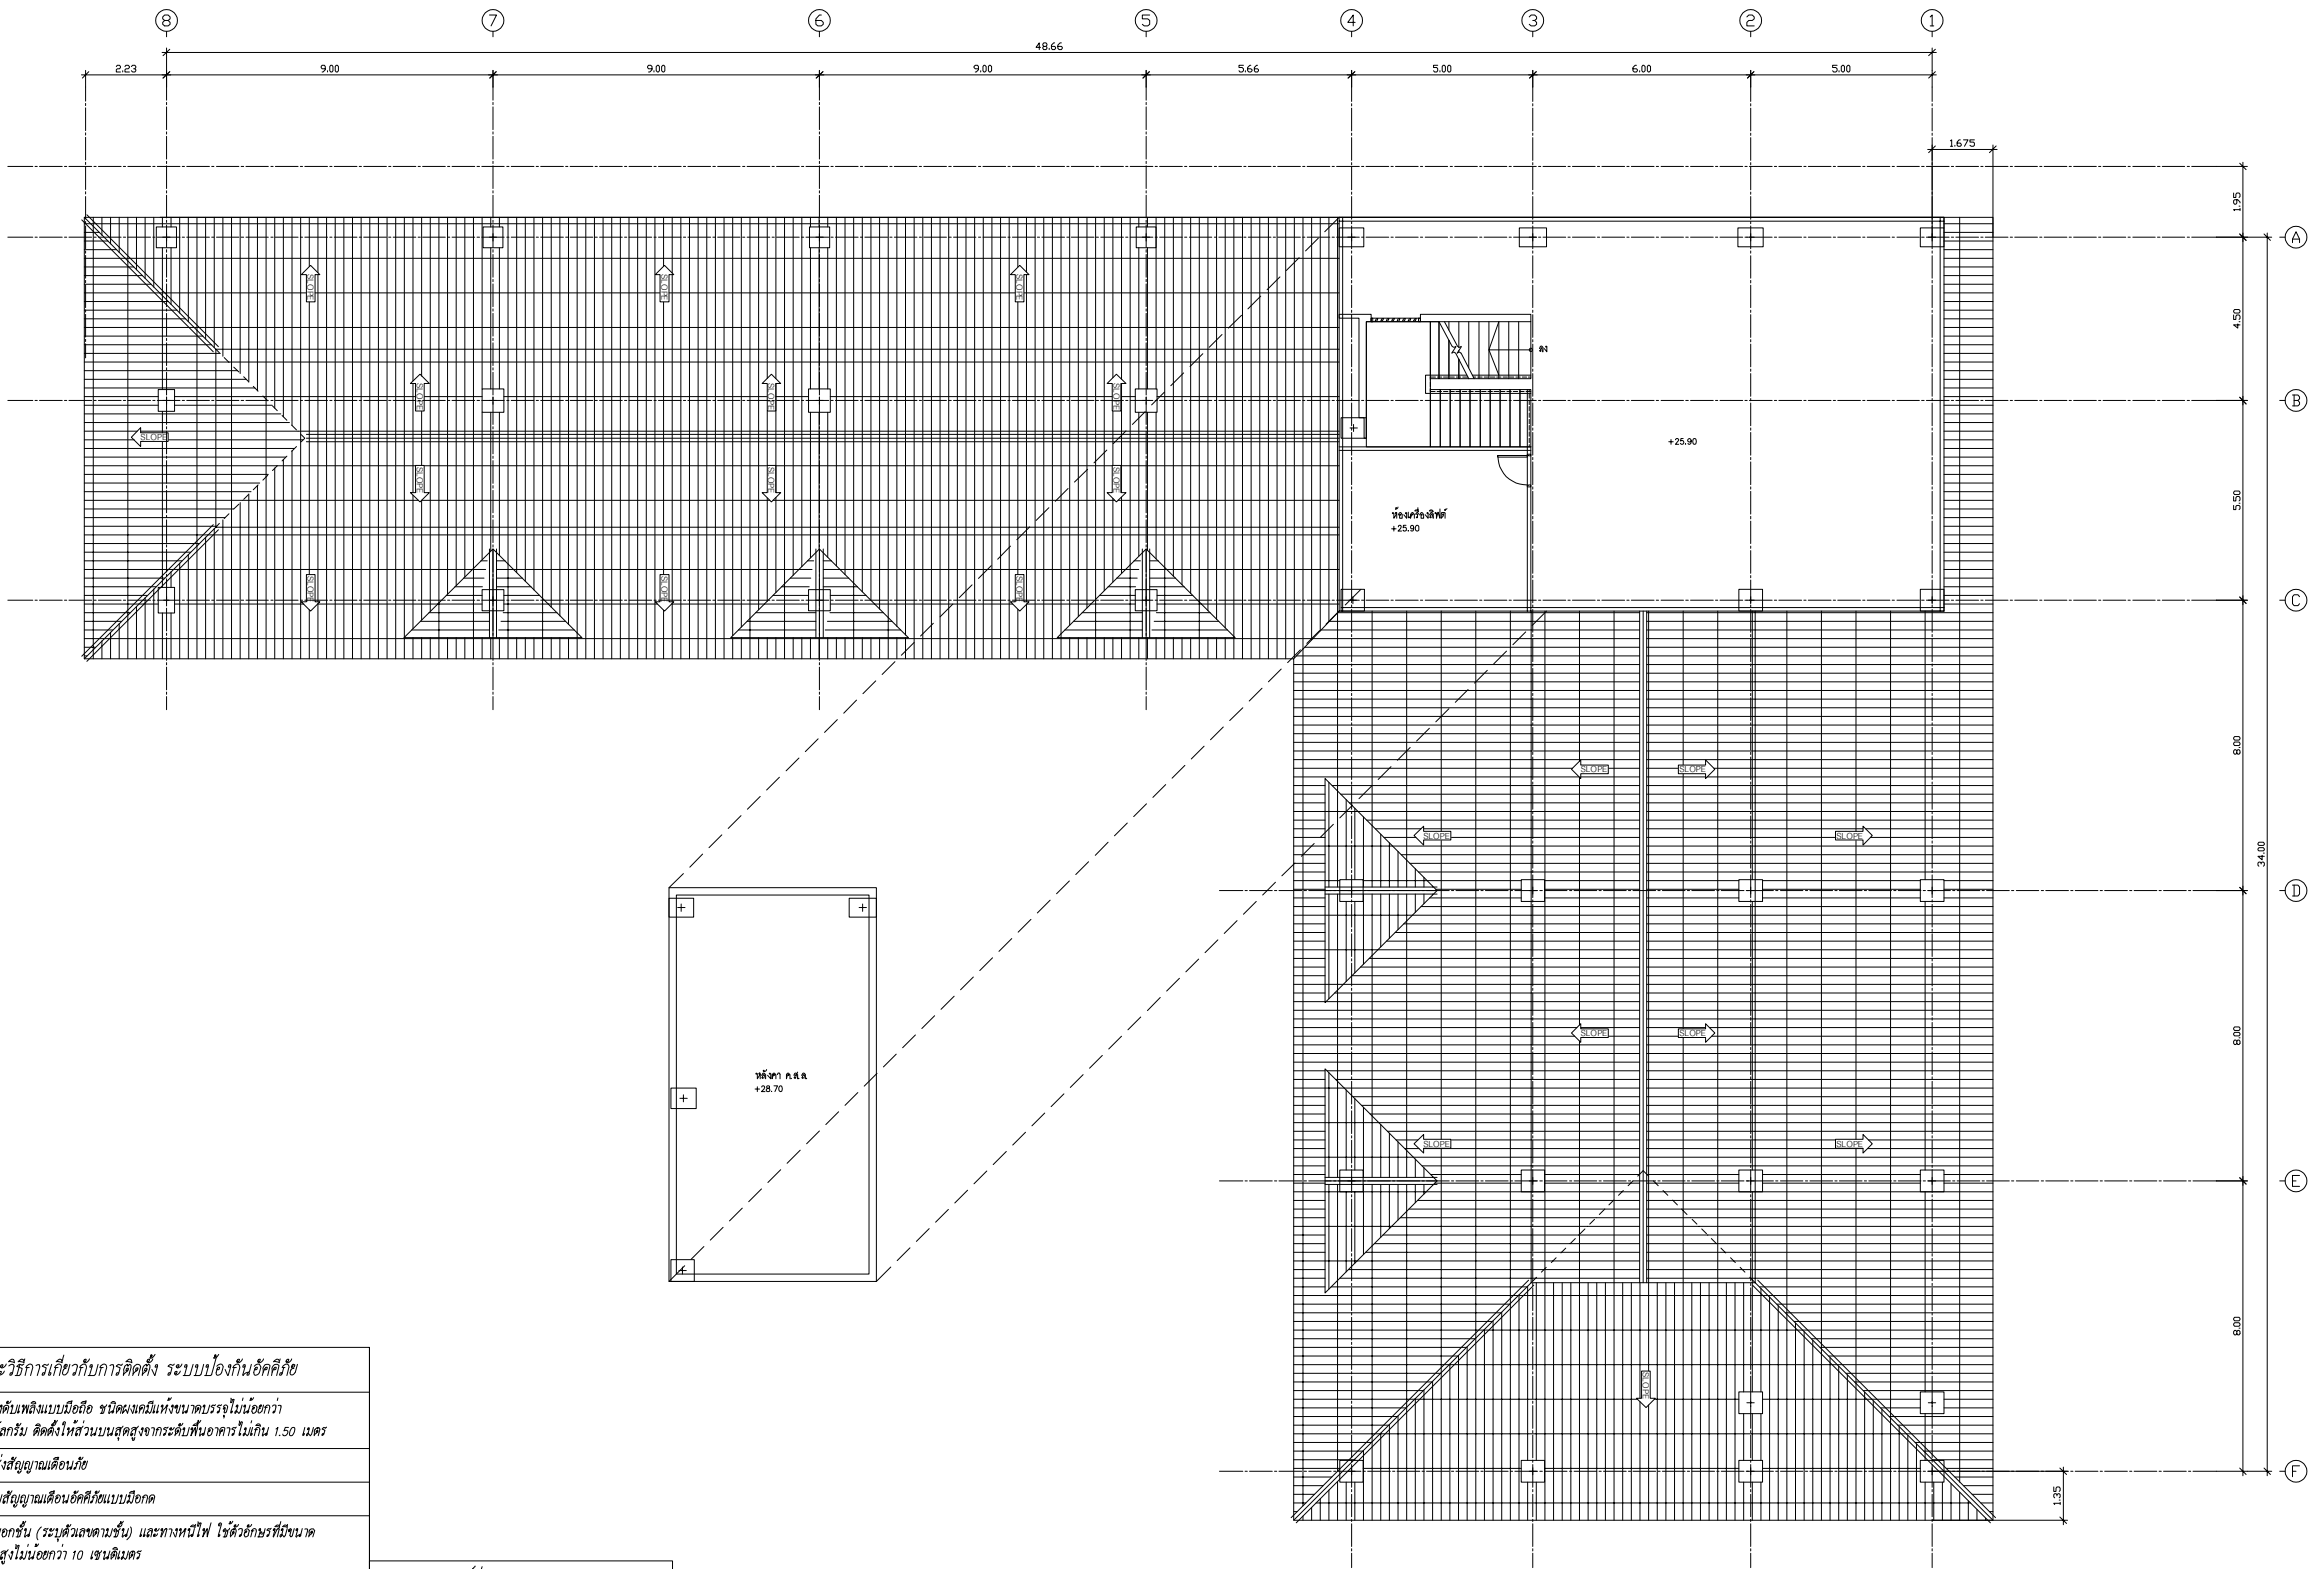 8 7 6 5 4 3 2 1
48.66
2.23 9.00 9.00 9.00 5.66 5.00 6.00 5.00
1.675
1.95
A
4.50
SLOPE SLOPE SLOPE
ลง
SLOPE SLOPE SLOPE
B
SLOPE
+25.90
SLOPE SLOPE SLOPE
5.50
ห้องเครื่องลิฟต์
+25.90
SLOPE SLOPE SLOPE
C
8.00
SLOPE SLOPE
SLOPE SLOPE
34.00
D
SLOPE SLOPE
8.00
หลังคา ค.ส.ล.
+28.70
SLOPE SLOPE
E
8.00
SLOPE
F
1.35
ะวิธีการเกี่ยวกับการติดตั้ง ระบบป้องกันอัคคีภัย
งดับเพลิงแบบมือถือ ชนิดผงเคมีแห้งขนาดบรรจุไม่น้อยกว่า
ลกรัม ติดตั้งให้ส่วนบนสุดสูงจากระดับพื้นอาคารไม่เกิน 1.50 เมตร
่งสัญญาณเตือนภัย
สัญญาณเตือนอัคคีภัยแบบมือกด
อกชั้น (ระบุตัวเลขตามชั้น) และทางหนีไฟ ใช้ตัวอักษรที่มีขนาด
สูงไม่น้อยกว่า 10 เซนติเมตร